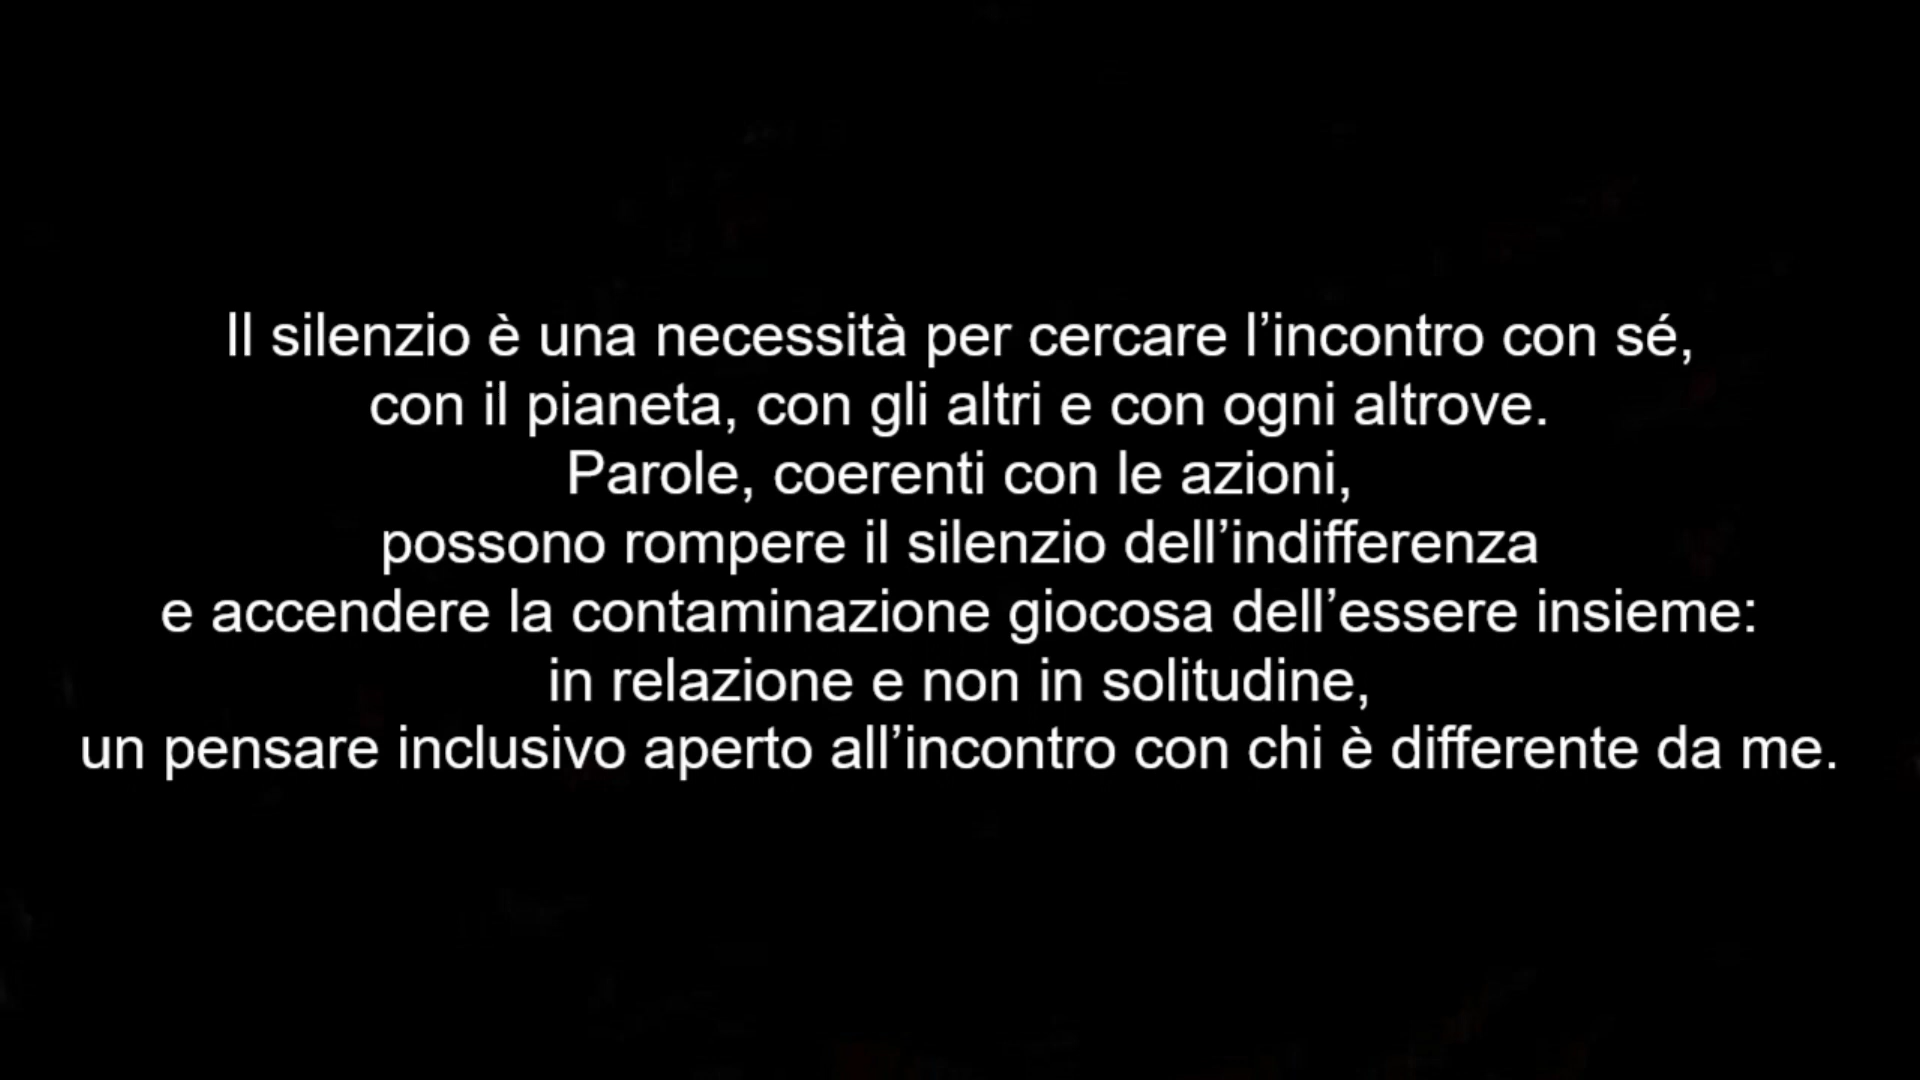 Il silenzio è una necessità per cercare l’incontro con sé,
con il pianeta, con gli altri e con ogni altrove.
Parole, coerenti con le azioni,
possono rompere il silenzio dell’indifferenza
e accendere la contaminazione giocosa dell’essere insieme:
in relazione e non in solitudine,
un pensare inclusivo aperto all’incontro con chi è differente da me.